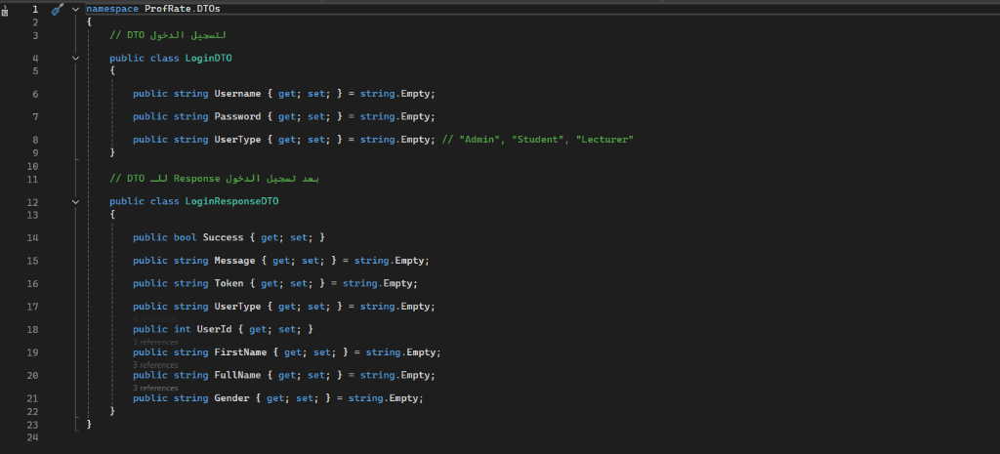 1 namespace ProfRate.DTOs
2 {
3 // DTO لتسجيل الدخول
4 public class LoginDTO
5 {
6 public string Username { get; set; } = string.Empty;
7 public string Password { get; set; } = string.Empty;
8 public string UserType { get; set; } = string.Empty; // "Admin", "Student", "Lecturer"
9 }
10
11 // DTO للـ Response بعد تسجيل الدخول
12 public class LoginResponseDTO
13 {
14 public bool Success { get; set; }
15 public string Message { get; set; } = string.Empty;
16 public string Token { get; set; } = string.Empty;
17 public string UserType { get; set; } = string.Empty;
18 public int UserId { get; set; }
3 references
19 public string FirstName { get; set; } = string.Empty;
3 references
20 public string FullName { get; set; } = string.Empty;
3 references
21 public string Gender { get; set; } = string.Empty;
22 }
23 }
24